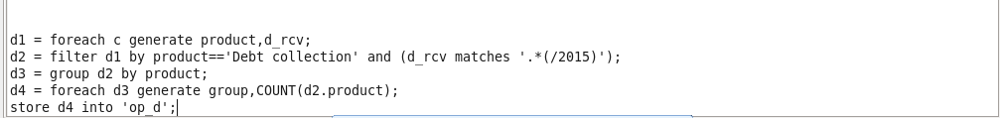 d1 = foreach c generate product,d_rcv;
d2 = filter d1 by product=='Debt collection' and (d_rcv matches '.*(/2015)');
d3 = group d2 by product;
d4 = foreach d3 generate group,COUNT(d2.product);
store d4 into 'op_d';